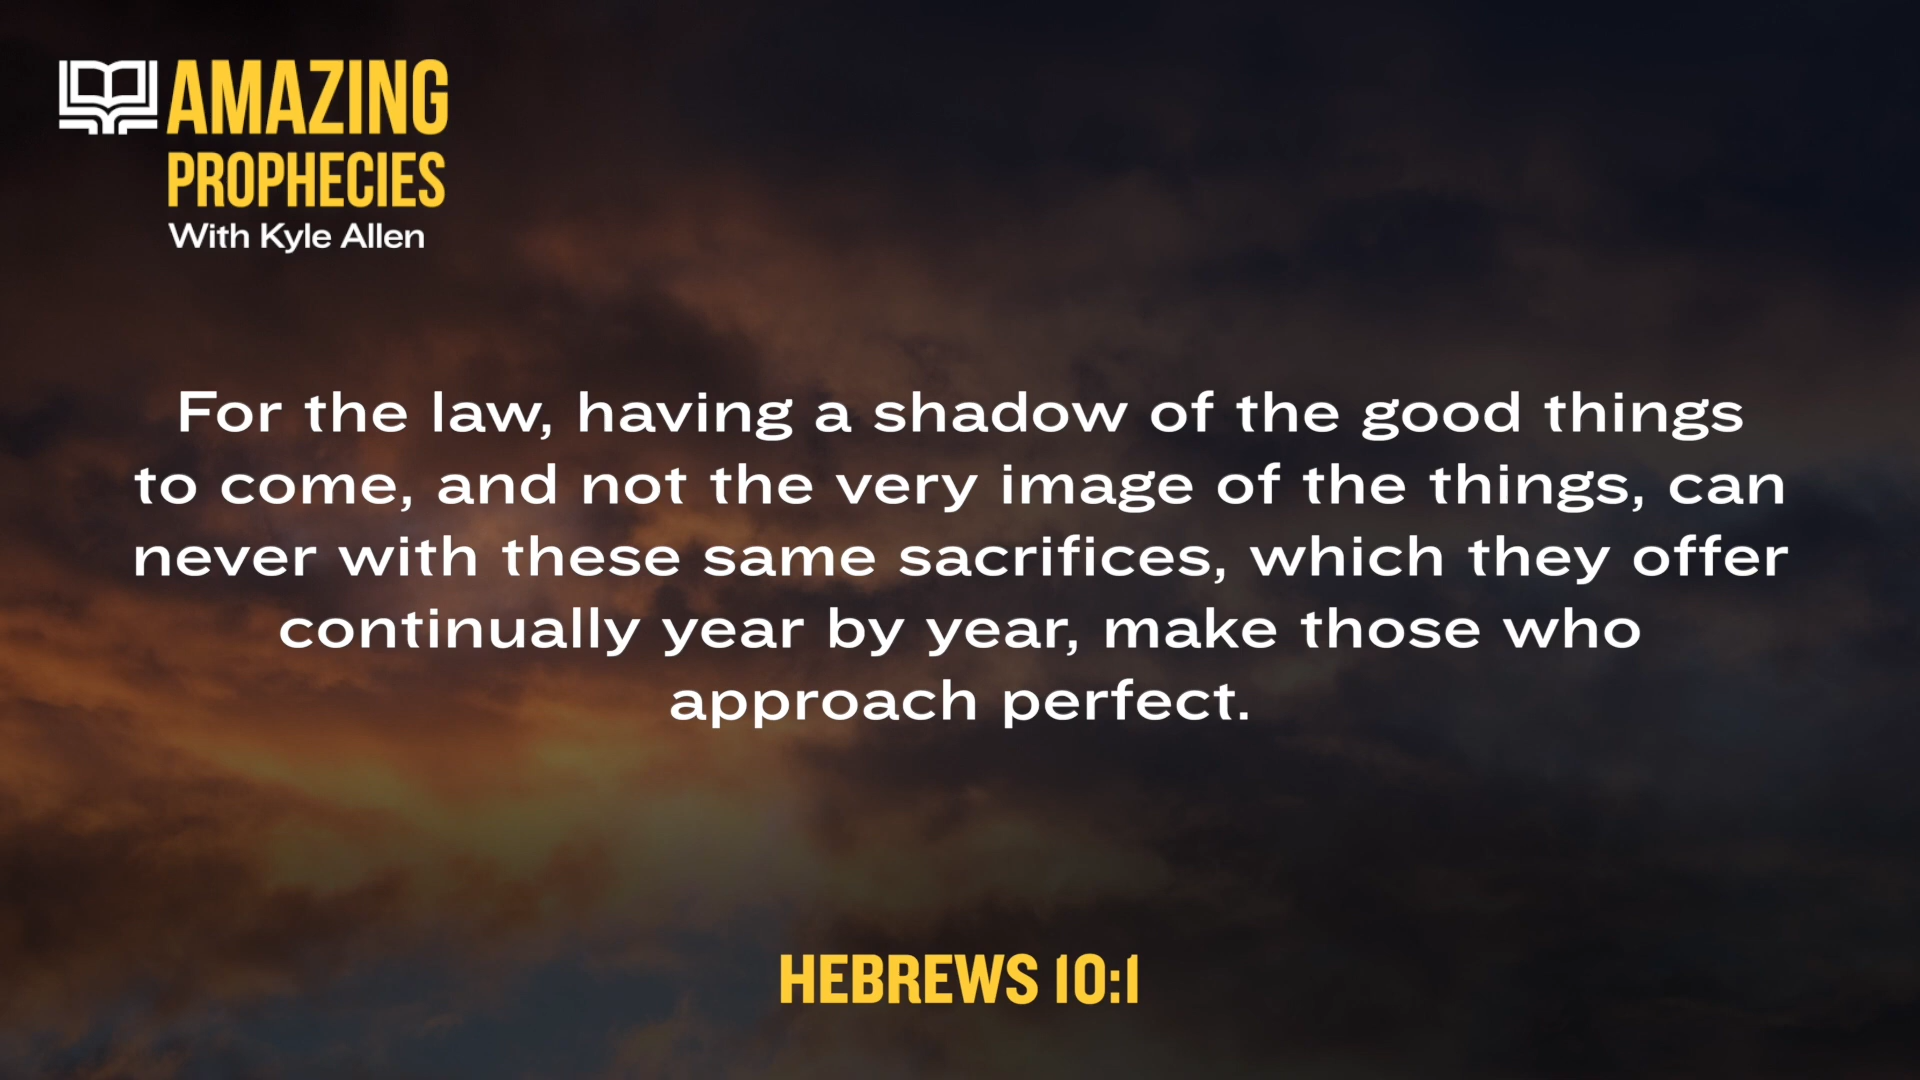 AMAZING
PROPHECIES
With Kyle Allen
For the law, having a shadow of the good things
to come, and not the very image of the things, can
never with these same sacrifices, which they offer
continually year by year, make those who
approach perfect.
HEBREWS 10:1